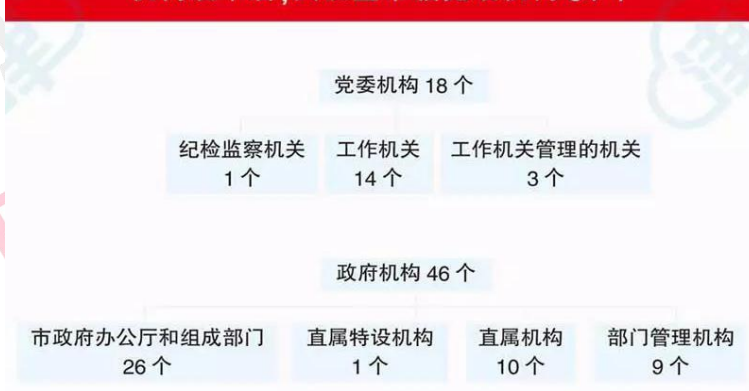 党委机构 18 个
纪检监察机关 工作机关 工作机关管理的机关
1 个 14 个 3 个
政府机构 46 个
市政府办公厅和组成部门 直属特设机构 直属机构 部门管理机构
26 个 1 个 10 个 9 个